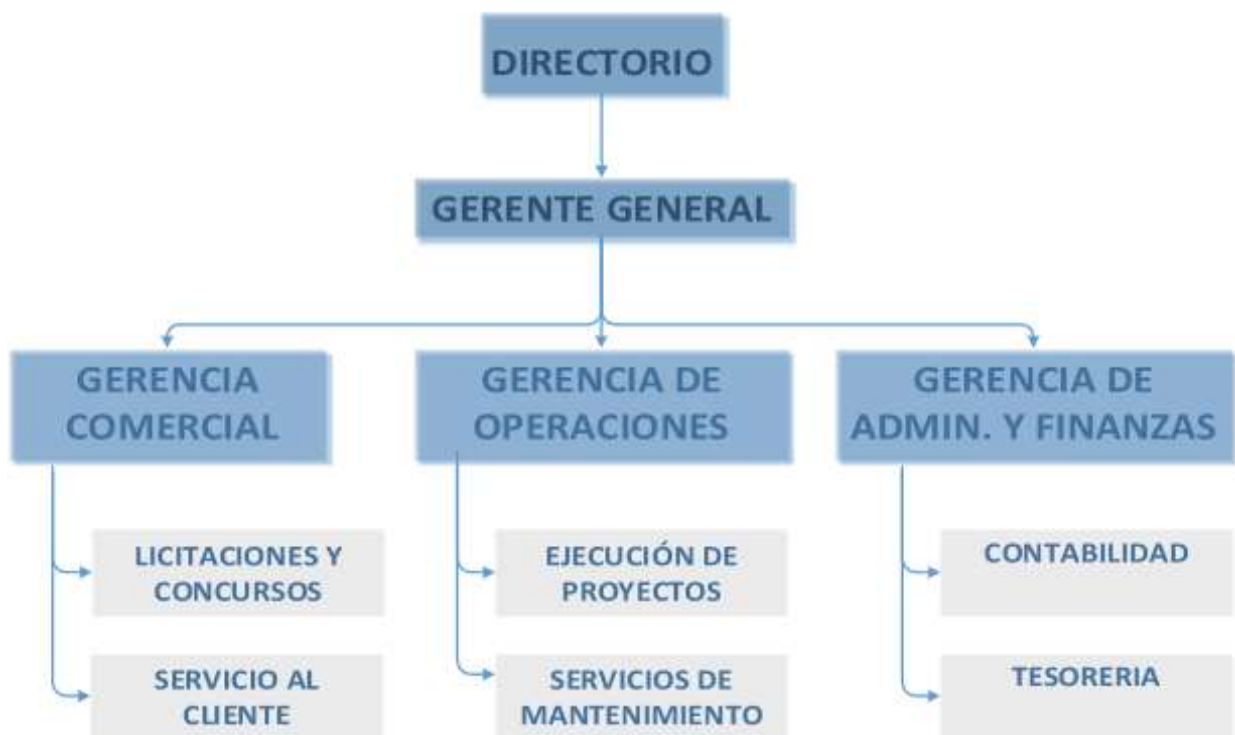 DIRECTORIO
GERENTE GENERAL
GERENCIA
COMERCIAL
GERENCIA DE
OPERACIONES
GERENCIA DE
ADMIN. Y FINANZAS
LICITACIONES Y
CONCURSOS
EJECUCIÓN DE
PROYECTOS
CONTABILIDAD
SERVICIO AL
CLIENTE
SERVICIOS DE
MANTENIMIENTO
TESORERIA